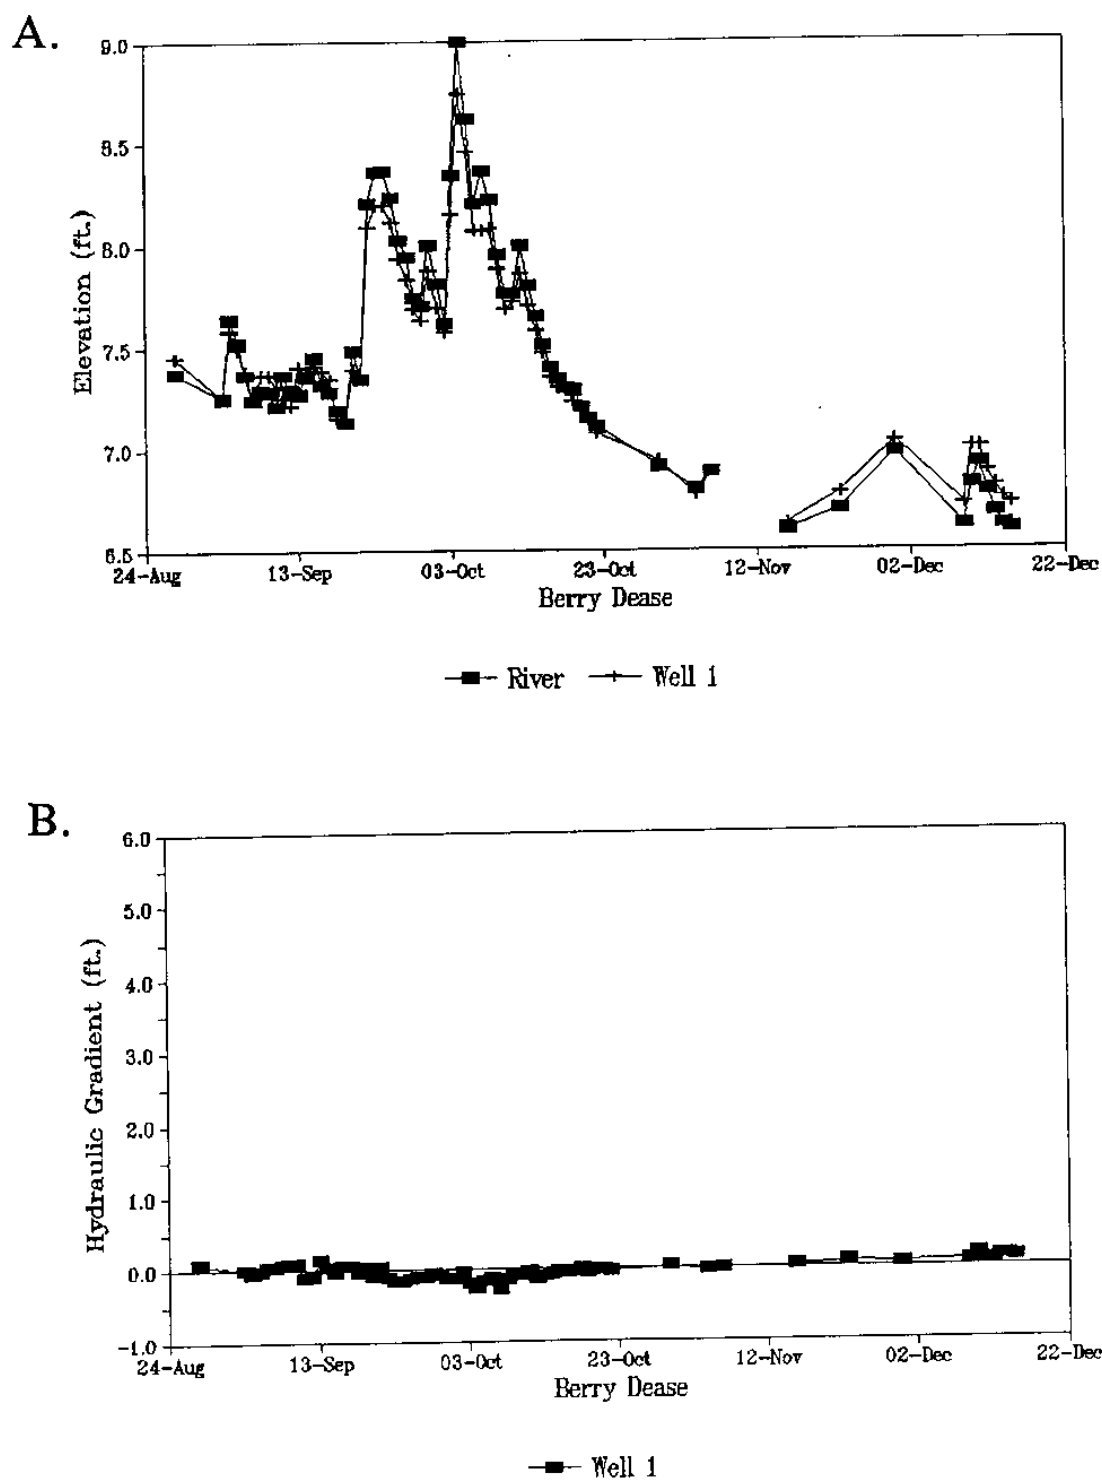 A.
9.0
8.5
8.0
7.5
7.0
6.5
Elevation (ft.)
24-Aug 13-Sep 03-Oct 23-Oct 12-Nov 02-Dec 22-Dec
Berry Dease
River Well 1
B.
6.0
5.0
4.0
3.0
2.0
1.0
0.0
-1.0
Hydraulic Gradient (ft.)
24-Aug 13-Sep 03-Oct 23-Oct 12-Nov 02-Dec 22-Dec
Berry Dease
Well 1